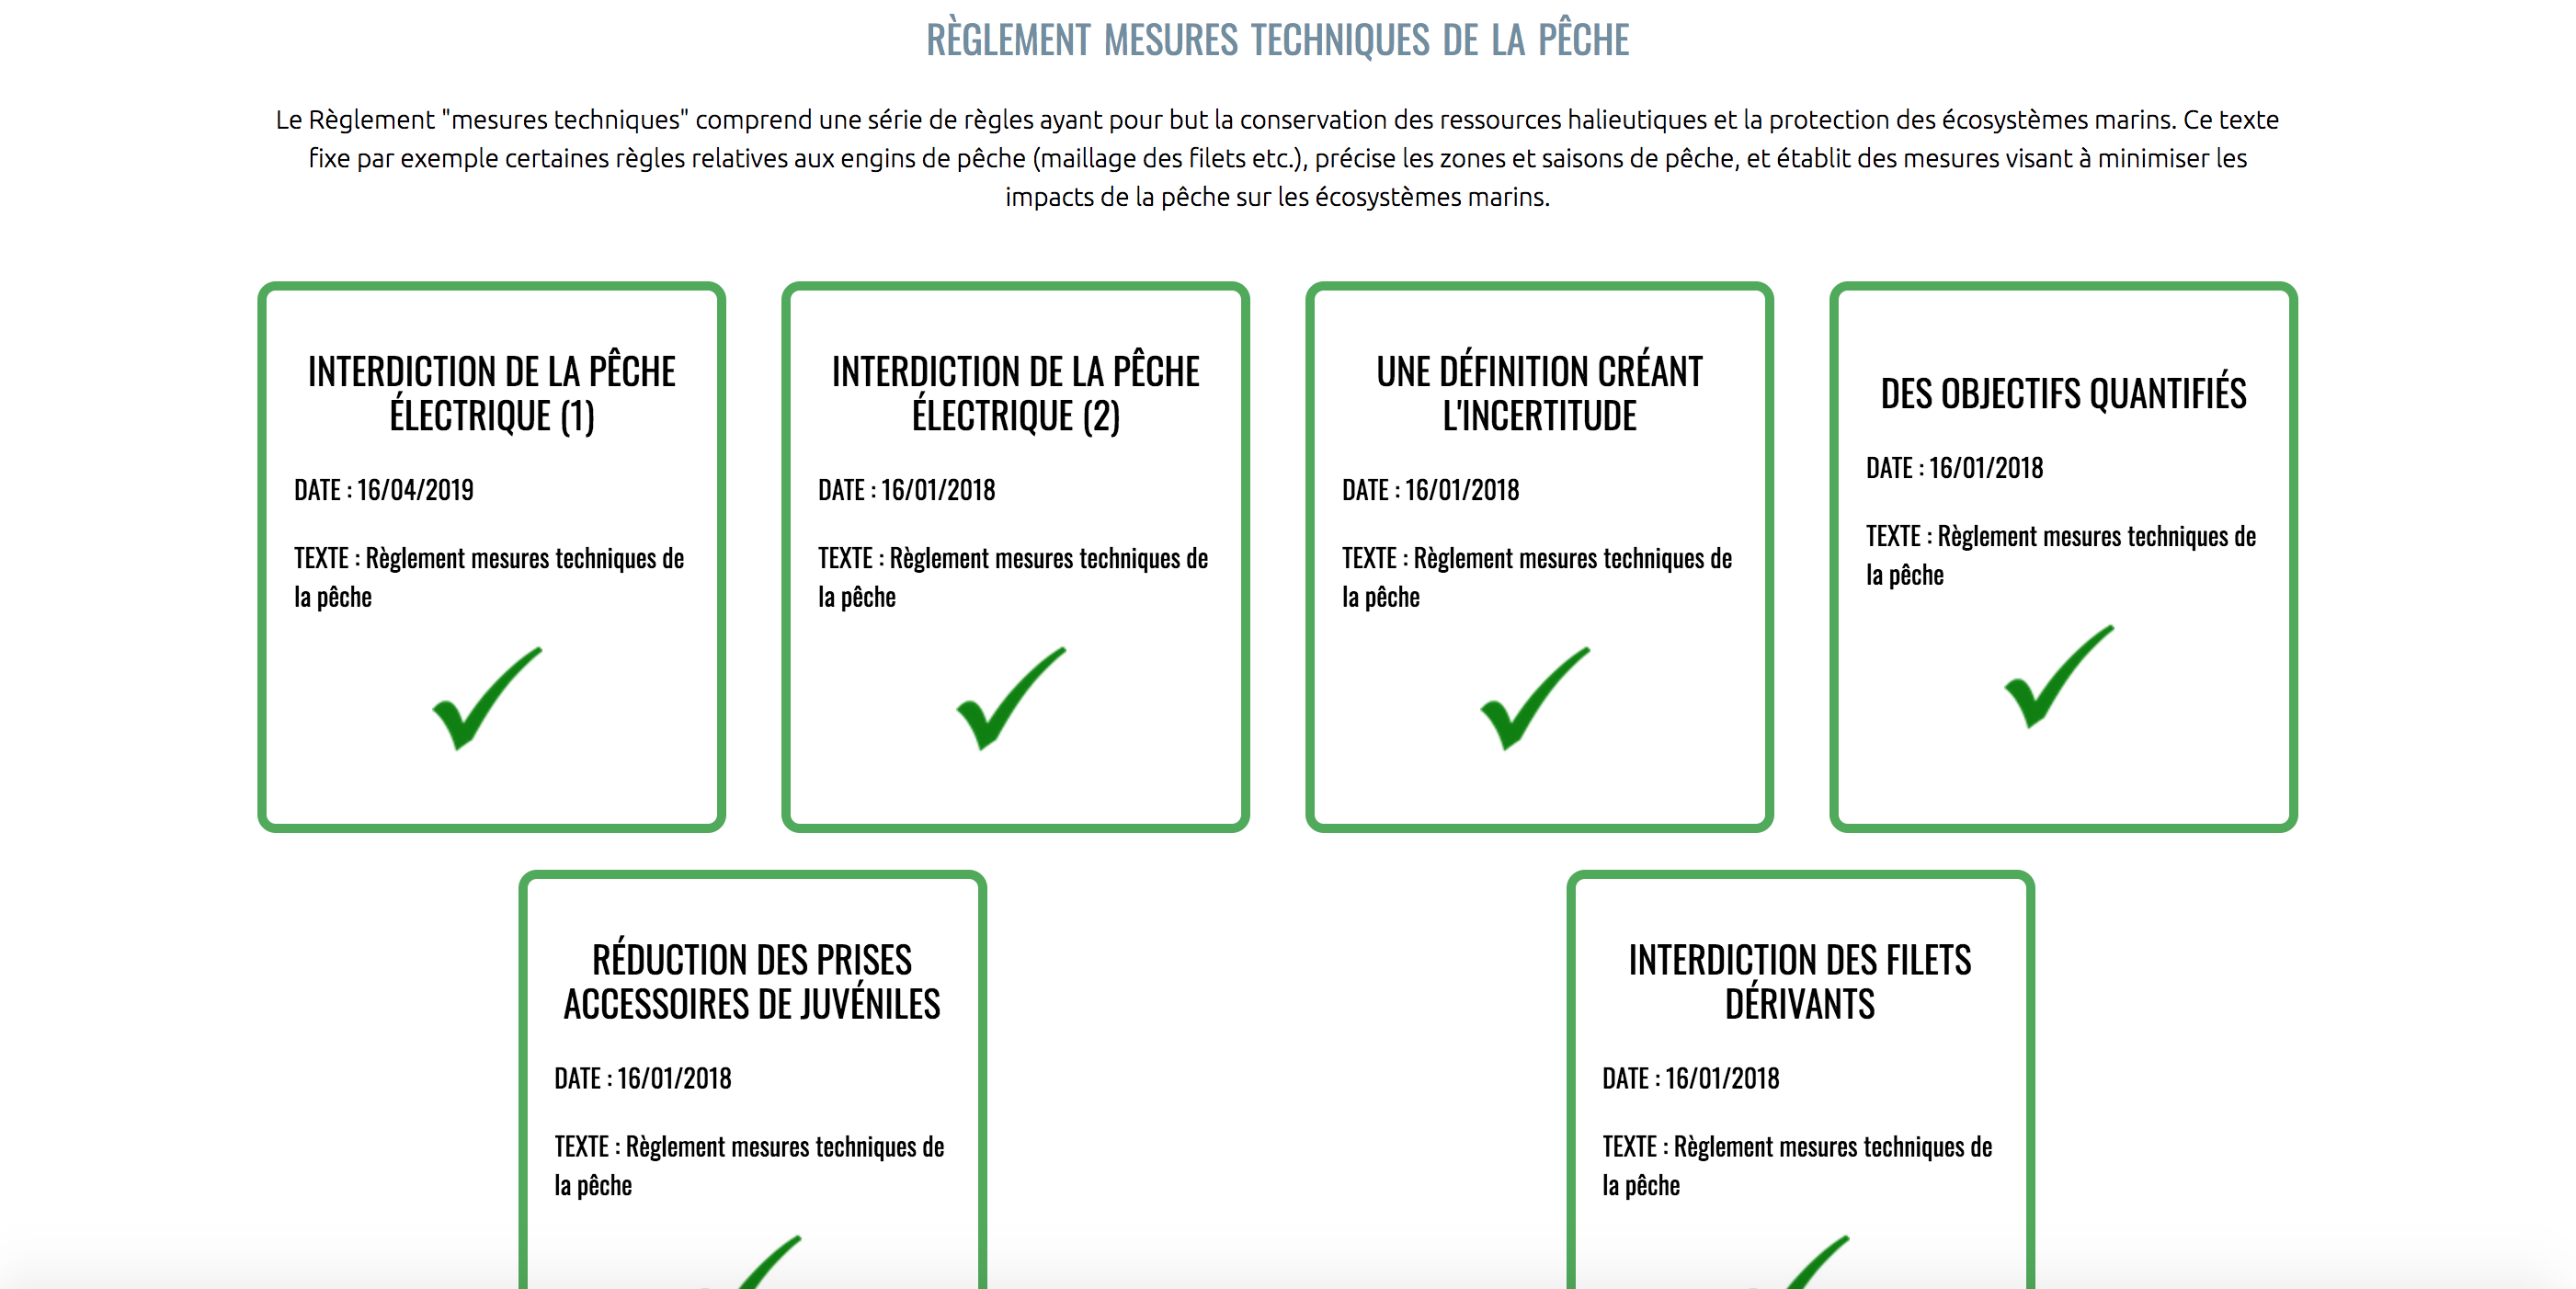 RÈGLEMENT MESURES TECHNIQUES DE LA PÊCHE
Le Règlement "mesures techniques" comprend une série de règles ayant pour but la conservation des ressources halieutiques et la protection des écosystèmes marins. Ce texte
fixe par exemple certaines règles relatives aux engins de pêche (maillage des filets etc.), précise les zones et saisons de pêche, et établit des mesures visant à minimiser les
impacts de la pêche sur les écosystèmes marins.
INTERDICTION DE LA PÊCHE
ÉLECTRIQUE (1)
DATE : 16/04/2019
TEXTE : Règlement mesures techniques de
la pêche
INTERDICTION DE LA PÊCHE
ÉLECTRIQUE (2)
DATE : 16/01/2018
TEXTE : Règlement mesures techniques de
la pêche
UNE DÉFINITION CRÉANT
L'INCERTITUDE
DATE : 16/01/2018
TEXTE : Règlement mesures techniques de
la pêche
DES OBJECTIFS QUANTIFIÉS
DATE : 16/01/2018
TEXTE : Règlement mesures techniques de
la pêche
RÉDUCTION DES PRISES
ACCESSOIRES DE JUVÉNILES
DATE : 16/01/2018
TEXTE : Règlement mesures techniques de
la pêche
INTERDICTION DES FILETS
DÉRIVANTS
DATE : 16/01/2018
TEXTE : Règlement mesures techniques de
la pêche